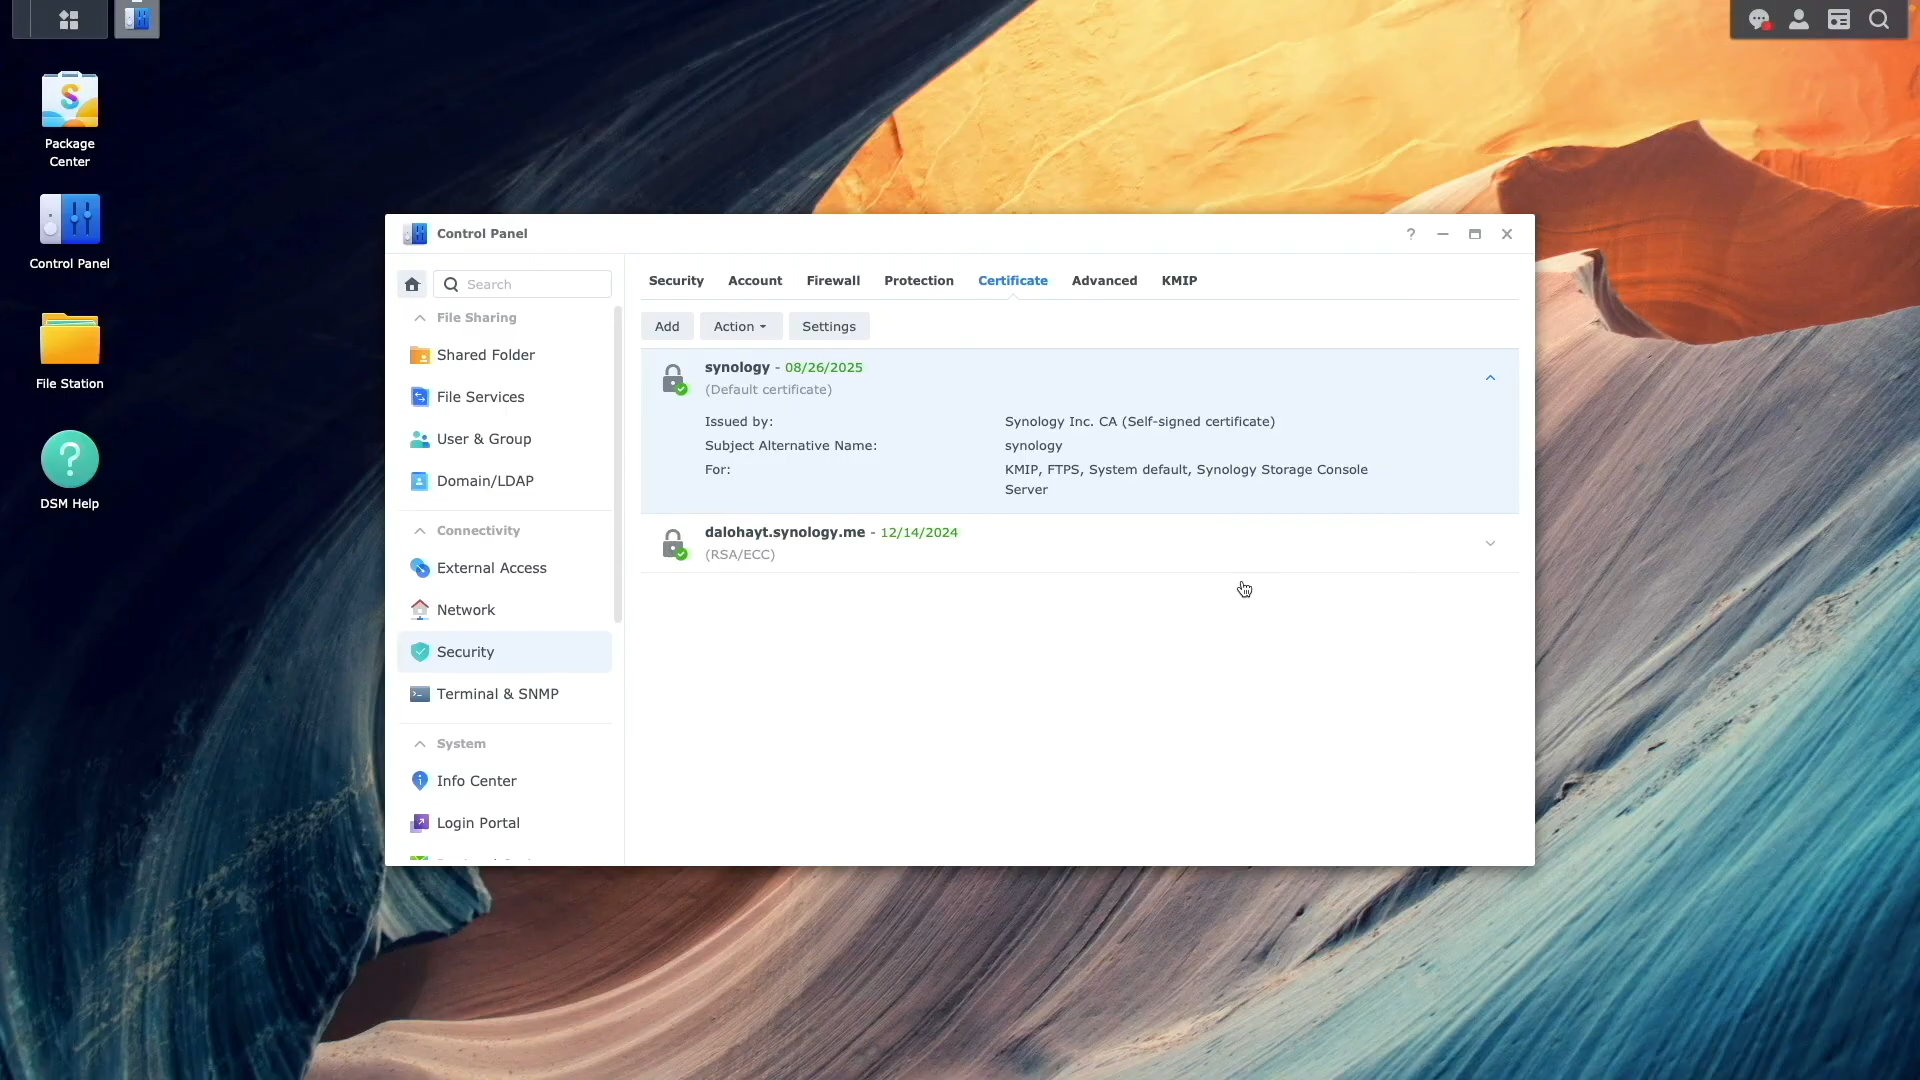 Package
Center
Control Panel
File Station
DSM Help
Control Panel
Search
File Sharing
Shared Folder
File Services
User & Group
Domain/LDAP
Connectivity
External Access
Network
Security
Terminal & SNMP
System
Info Center
Login Portal
Security Account Firewall Protection Certificate Advanced KMIP
Add Action Settings
synology - 08/26/2025
(Default certificate)
Issued by: Synology Inc. CA (Self-signed certificate)
Subject Alternative Name: synology
For: KMIP, FTPS, System default, Synology Storage Console
Server
dalohayt.synology.me - 12/14/2024
(RSA/ECC)